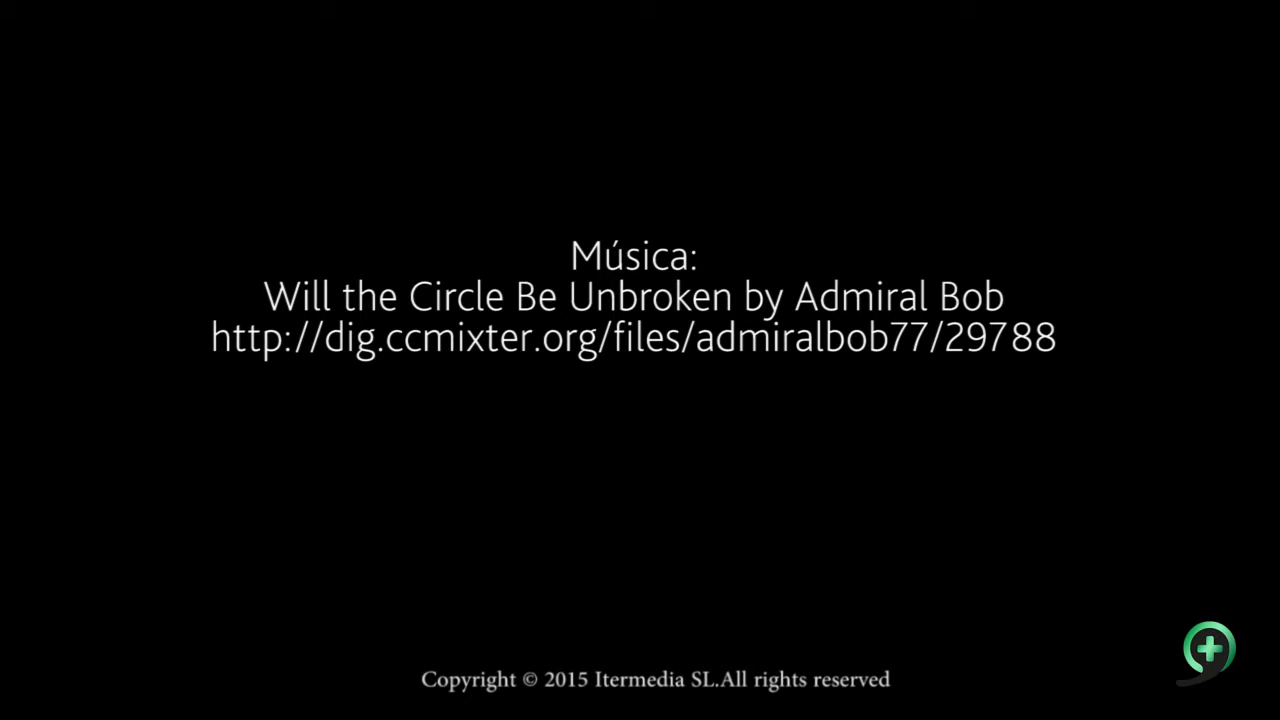 Música:
Will the Circle Be Unbroken by Admiral Bob
http://dig.ccmixter.org/files/admiralbob77/29788
Copyright © 2015 Itermedia SL.All rights reserved